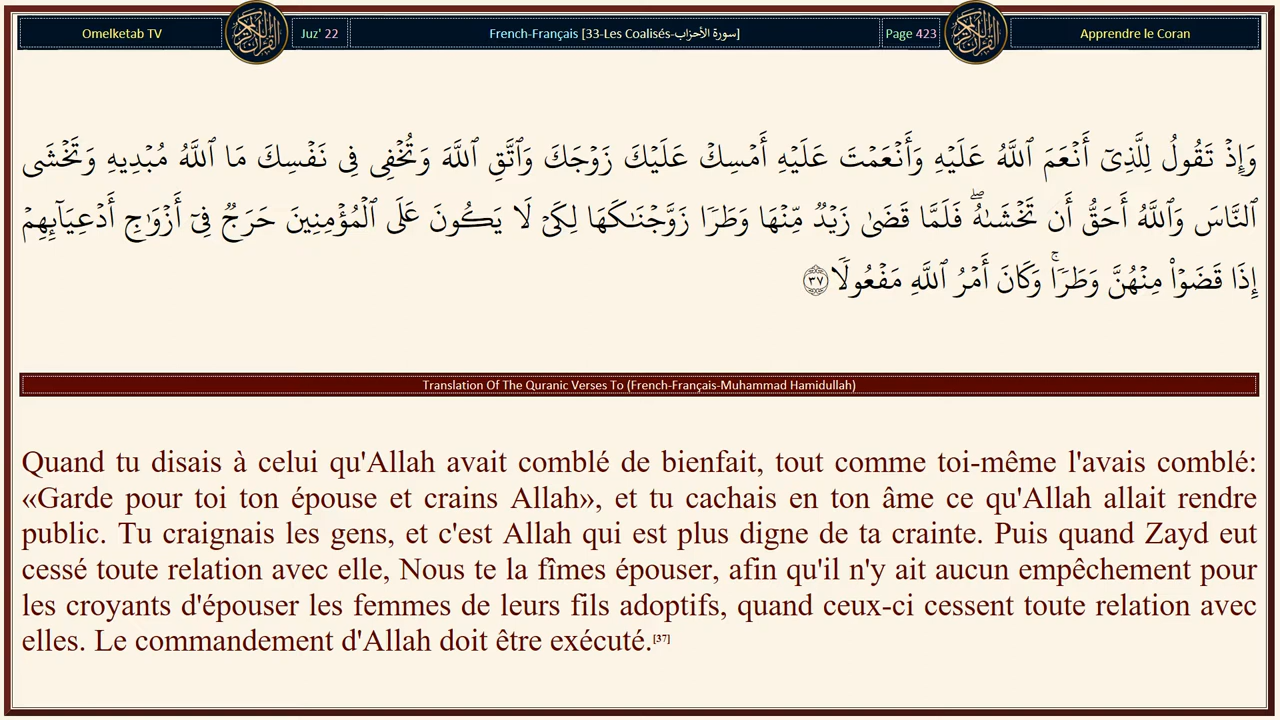 Omelketab TV
Juz' 22
French-Français [33-Les Coalisés-سورة الأحزاب]
Page 423
Apprendre le Coran
وَإِذۡ تَقُولُ لِلَّذِيٓ أَنۡعَمَ ٱللَّهُ عَلَيۡهِ وَأَنۡعَمۡتَ عَلَيۡهِ أَمۡسِكۡ عَلَيۡكَ زَوۡجَكَ وَٱتَّقِ ٱللَّهَ وَتُخۡفِي فِي نَفۡسِكَ مَا ٱللَّهُ مُبۡدِيهِ وَتَخۡشَى
ٱلنَّاسَ وَٱللَّهُ أَحَقُّ أَن تَخۡشَىٰهُۖ فَلَمَّا قَضَىٰ زَيۡدٞ مِّنۡهَا وَطَرٗا زَوَّجۡنَٰكَهَا لِكَيۡ لَا يَكُونَ عَلَى ٱلۡمُؤۡمِنِينَ حَرَجٞ فِيٓ أَزۡوَٰجِ أَدۡعِيَآئِهِمۡ
إِذَا قَضَوۡاْ مِنۡهُنَّ وَطَرٗاۚ وَكَانَ أَمۡرُ ٱللَّهِ مَفۡعُولٗا ٣٧
Translation Of The Quranic Verses To (French-Français-Muhammad Hamidullah)
Quand tu disais à celui qu'Allah avait comblé de bienfait, tout comme toi-même l'avais comblé:
«Garde pour toi ton épouse et crains Allah», et tu cachais en ton âme ce qu'Allah allait rendre
public. Tu craignais les gens, et c'est Allah qui est plus digne de ta crainte. Puis quand Zayd eut
cessé toute relation avec elle, Nous te la fîmes épouser, afin qu'il n'y ait aucun empêchement pour
les croyants d'épouser les femmes de leurs fils adoptifs, quand ceux-ci cessent toute relation avec
elles. Le commandement d'Allah doit être exécuté.[37]